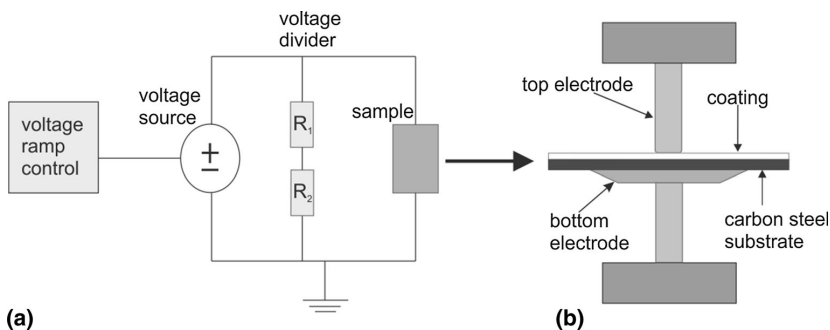 voltage
divider
voltage
source
voltage
ramp
control
R1
R2
sample
(a)
top electrode
coating
bottom
electrode
carbon steel
substrate
(b)